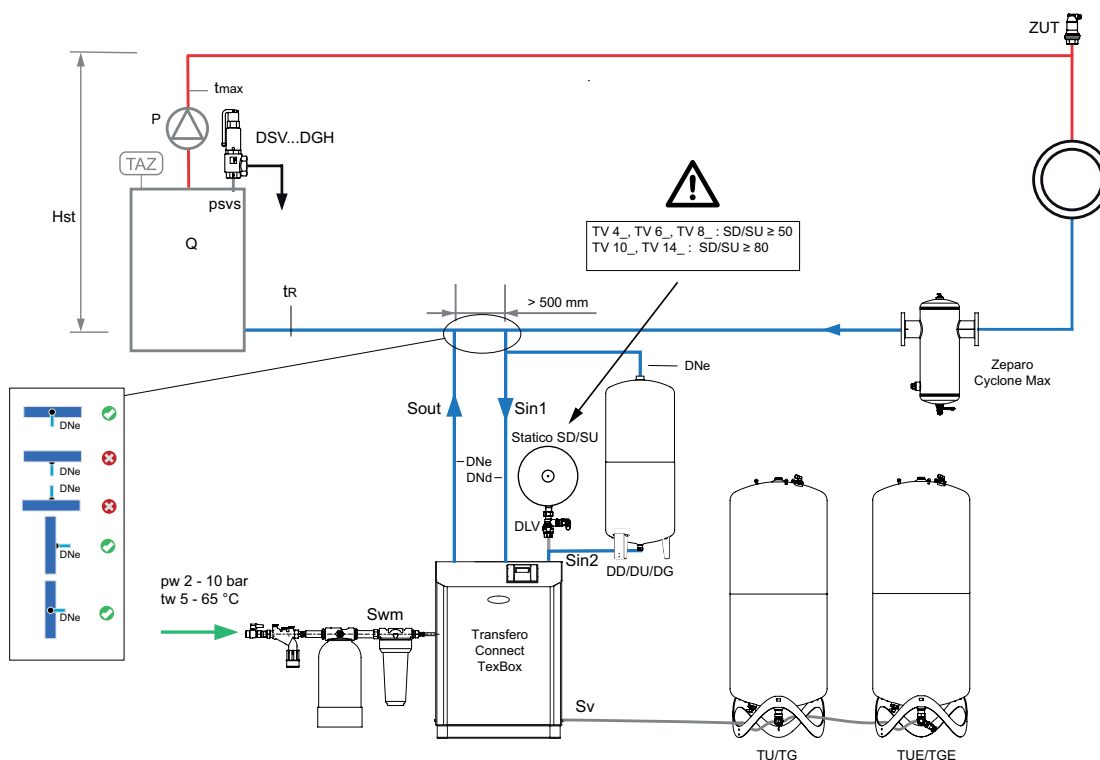 ZUT
tmax
P
DSV...DGH
TAZ
psvs
Hst
Q
TV 4_, TV 6_, TV 8_ : SD/SU ≥ 50
TV 10_, TV 14_ : SD/SU ≥ 80
tR
> 500 mm
DNe
Zeparo
Cyclone Max
Sout
Sin1
Statico SD/SU
DNe
DNd
DLV
Sin2
DD/DU/DG
DNe
DNe
DNe
DNe
DNe
pw 2 - 10 bar
tw 5 - 65 °C
Swm
Transfero
Connect
TexBox
Sv
TU/TG
TUE/TGE